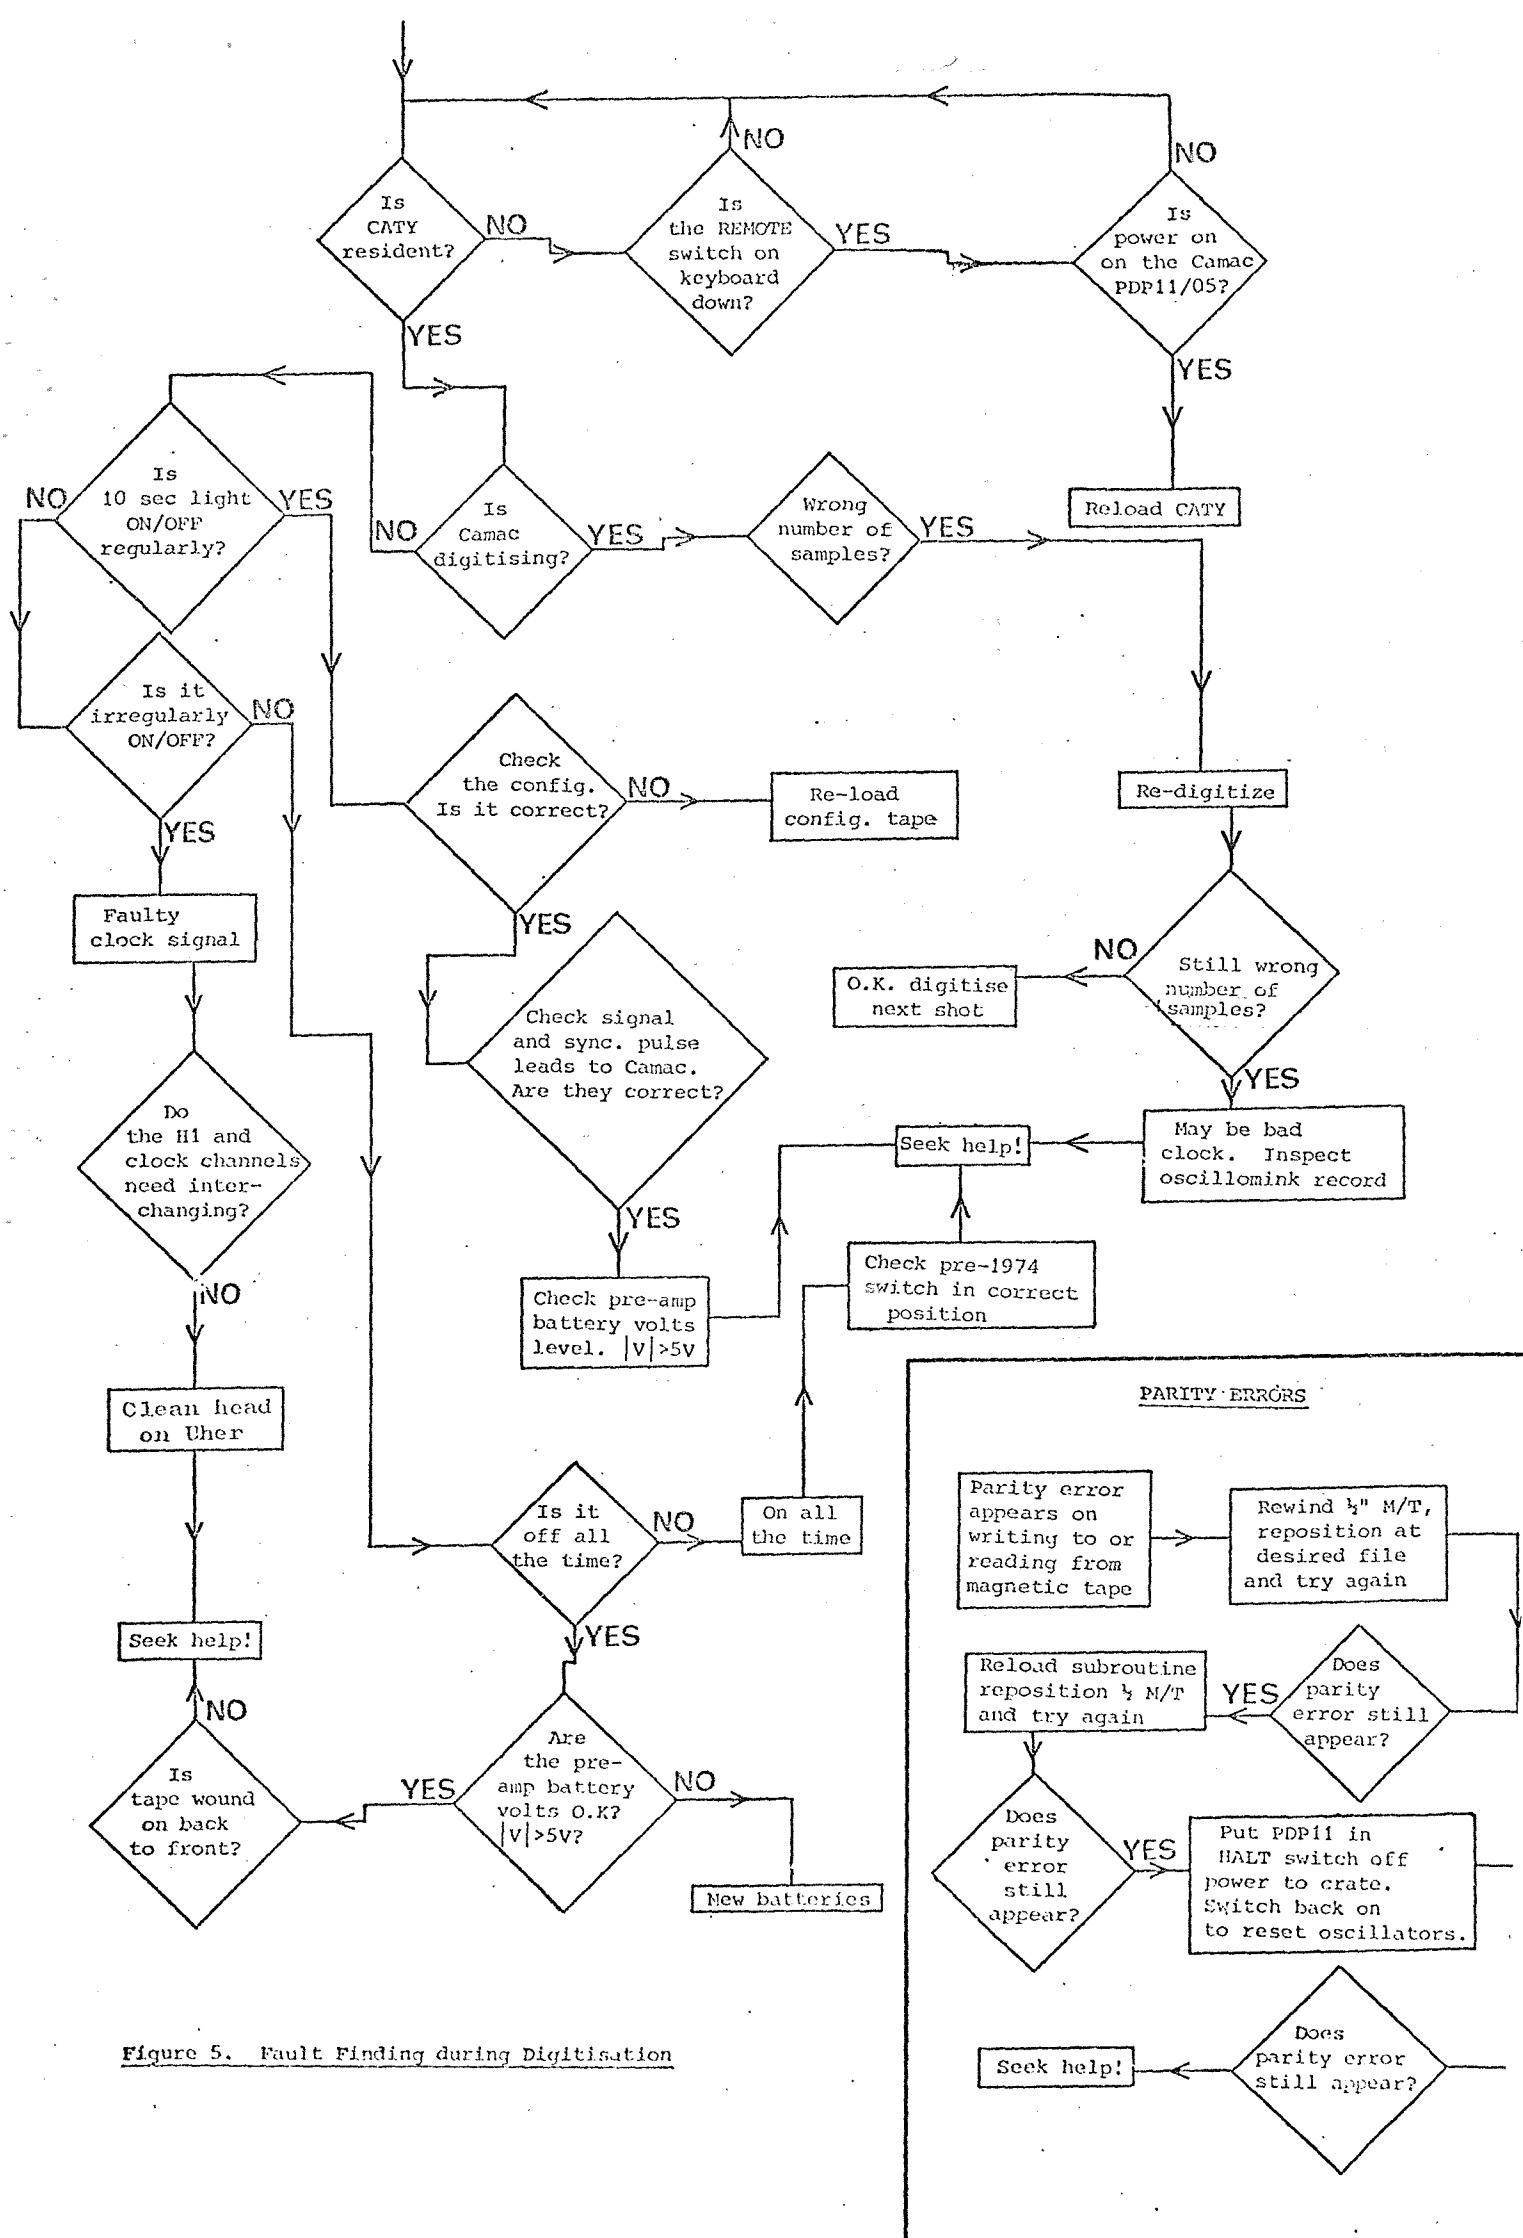 NO
Is
CATY
resident?
NO
Is
the REMOTE
switch on
keyboard
down?
YES
NO
Is
power on
on the Camac
PDP11/05?
YES
YES
Reload CATY
Is
10 sec light
ON/OFF
regularly?
NO
YES
Is
Camac
digitising?
NO
YES
Wrong
number of
samples?
YES
Is it
irregularly
ON/OFF?
NO
YES
Check
the config.
Is it correct?
NO
Re-load
config. tape
YES
Re-digitize
Faulty
clock signal
Still wrong
number of
samples?
NO
O.K. digitise
next shot
YES
Check signal
and sync. pulse
leads to Camac.
Are they correct?
YES
Do
the H1 and
clock channels
need inter-
changing?
NO
Seek help!
May be bad
clock. Inspect
oscillomink record
Check pre-1974
switch in correct
position
Check pre-amp
battery volts
level. |V|>5V
Clean head
on Uher
Is it
off all
the time?
NO
On all
the time
YES
Seek help!
NO
Is
tape wound
on back
to front?
YES
Are
the pre-
amp battery
volts O.K?
|V|>5V?
NO
New batteries
PARITY ERRORS
Parity error
appears on
writing to or
reading from
magnetic tape
Rewind ½" M/T,
reposition at
desired file
and try again
Does
parity
error still
appear?
YES
Reload subroutine
reposition ½ M/T
and try again
Does
parity
error
still
appear?
YES
Put PDP11 in
HALT switch off
power to crate.
Switch back on
to reset oscillators.
Does
parity error
still appear?
Seek help!
Figure 5. Fault Finding during Digitisation